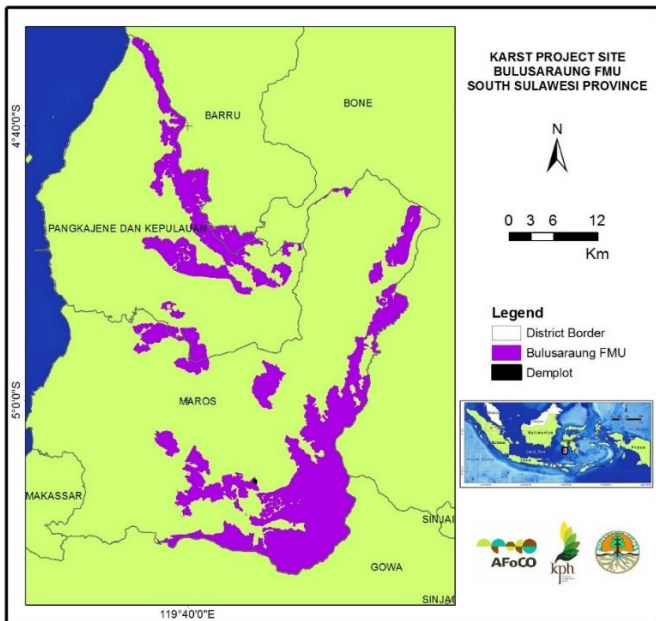 KARST PROJECT SITE
BULUSARAUNG FMU
SOUTH SULAWESI PROVINCE
N
0 3 6 12
Km
Legend
District Border
Bulusaraung FMU
Demplot
AFoCO
kph
4°40'0"S
5°0'0"S
119°40'0"E
BARRU
BONE
PANGKAJENE DAN KEPULAUAN
MAROS
MAKASSAR
SINJAI
GOWA
SINJAI